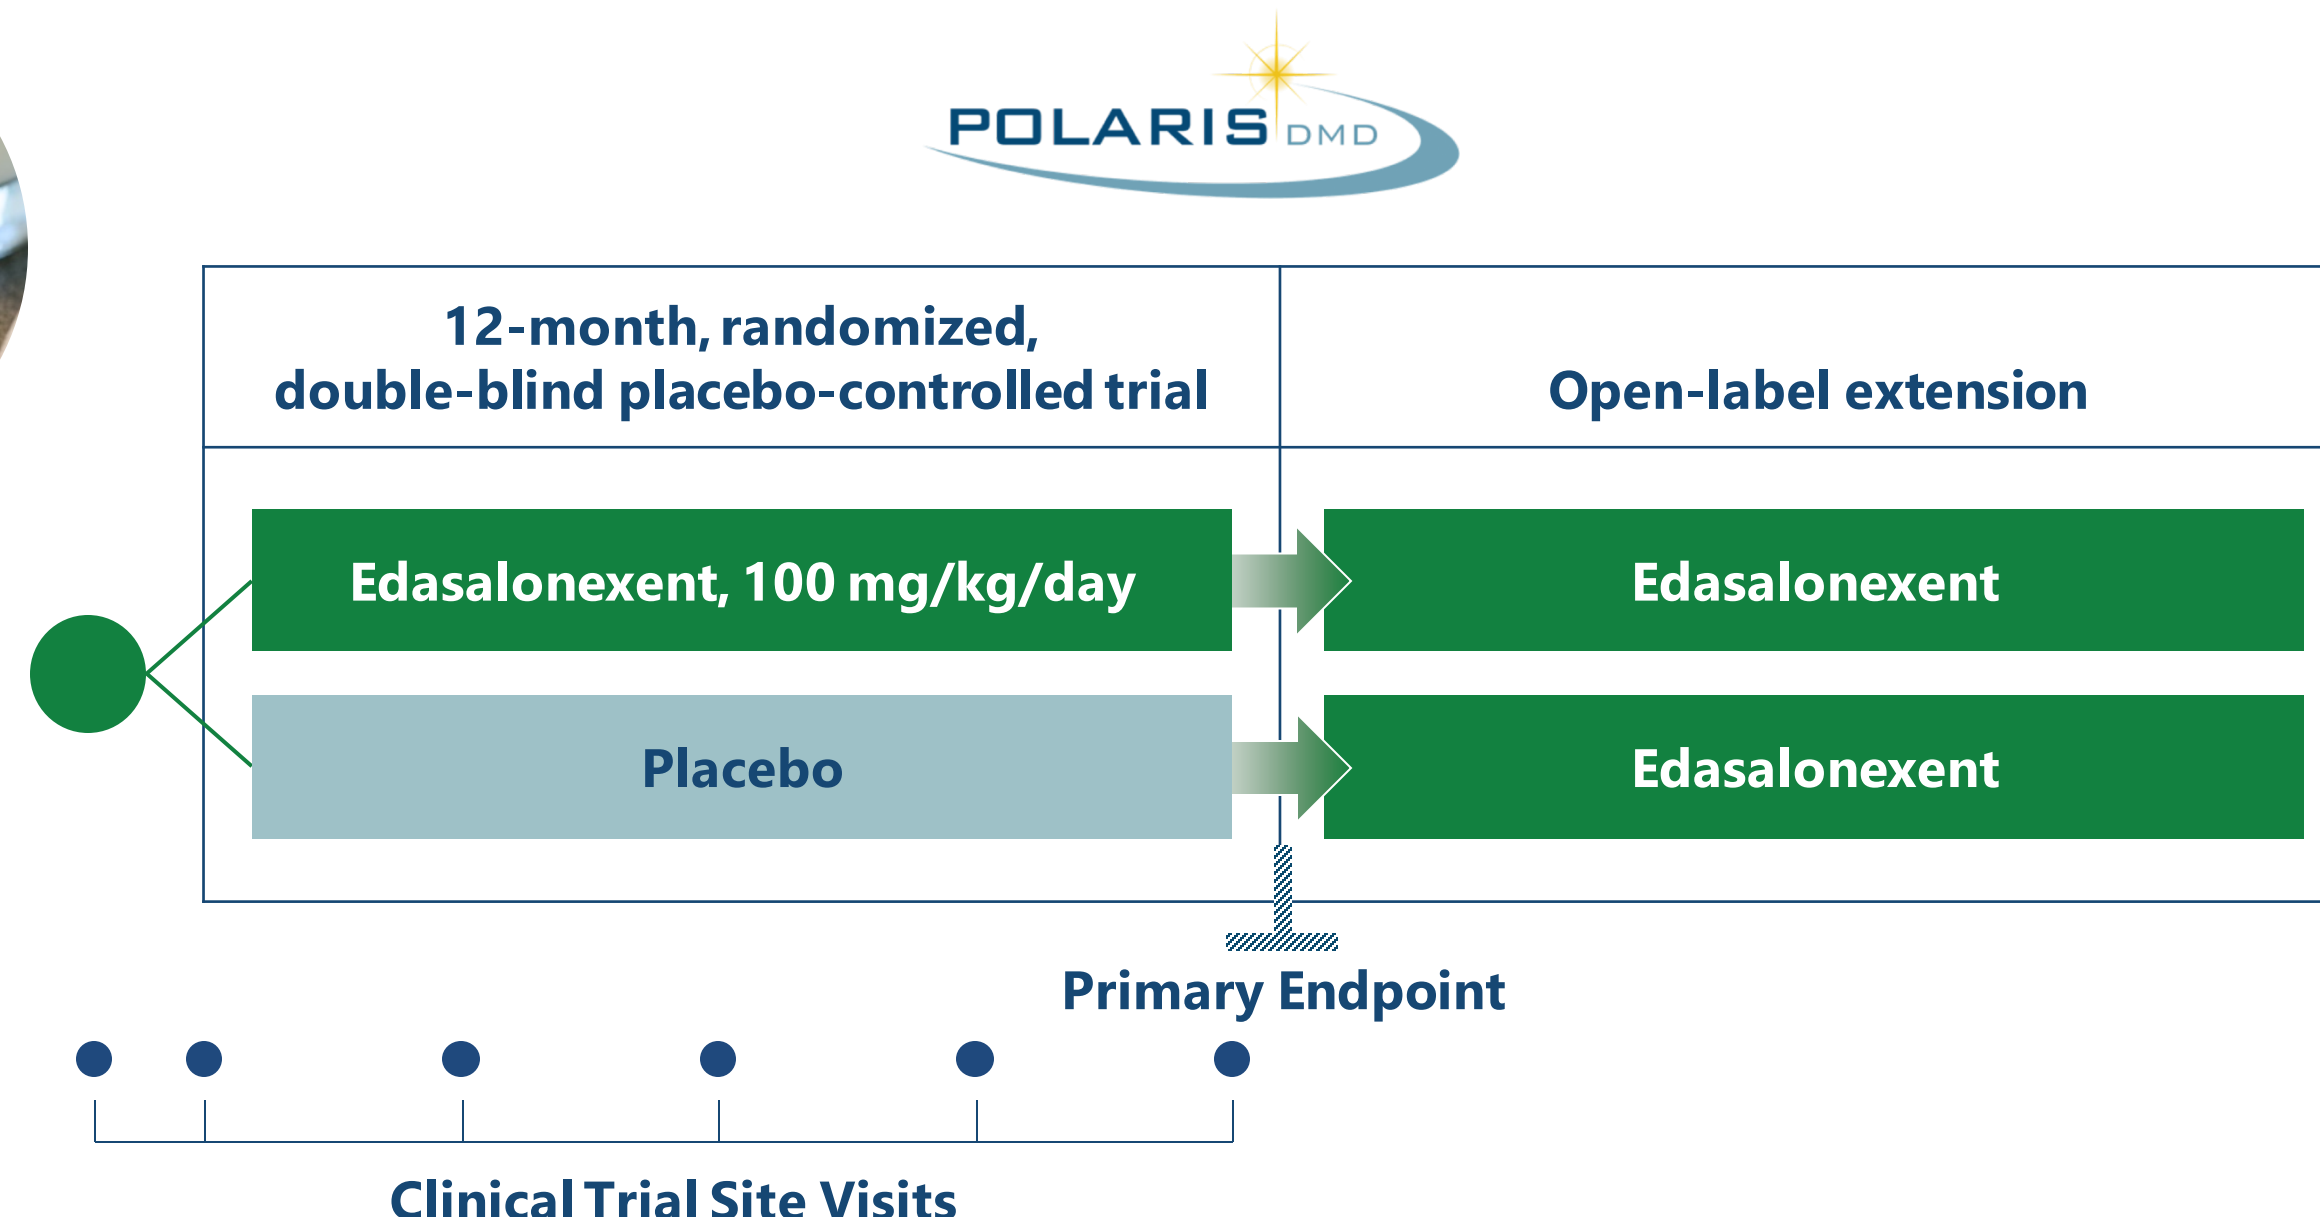 POLARIS DMD
12-month, randomized,
double-blind placebo-controlled trial
Open-label extension
Edasalonexent, 100 mg/kg/day
Edasalonexent
Placebo
Edasalonexent
Primary Endpoint
Clinical Trial Site Visits